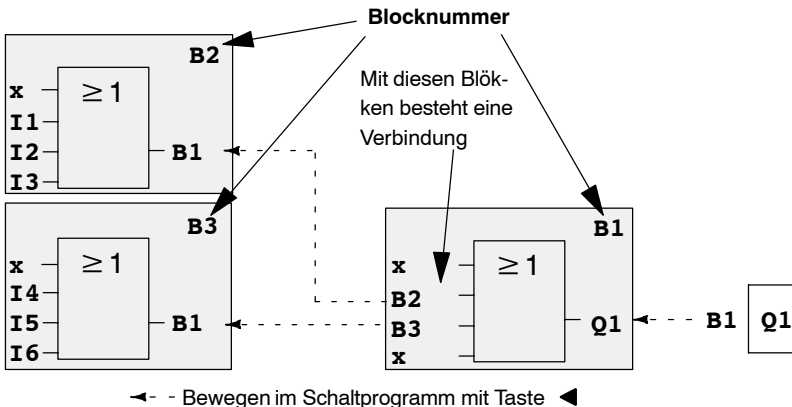 Blocknummer
B2
≥1
x
I1
I2
I3
B1
Mit diesen Blök-
ken besteht eine
Verbindung
B3
≥1
x
I4
I5
I6
B1
B1
≥1
x
B2
B3
x
Q1
B1
Q1
Bewegen im Schaltprogramm mit Taste ◄